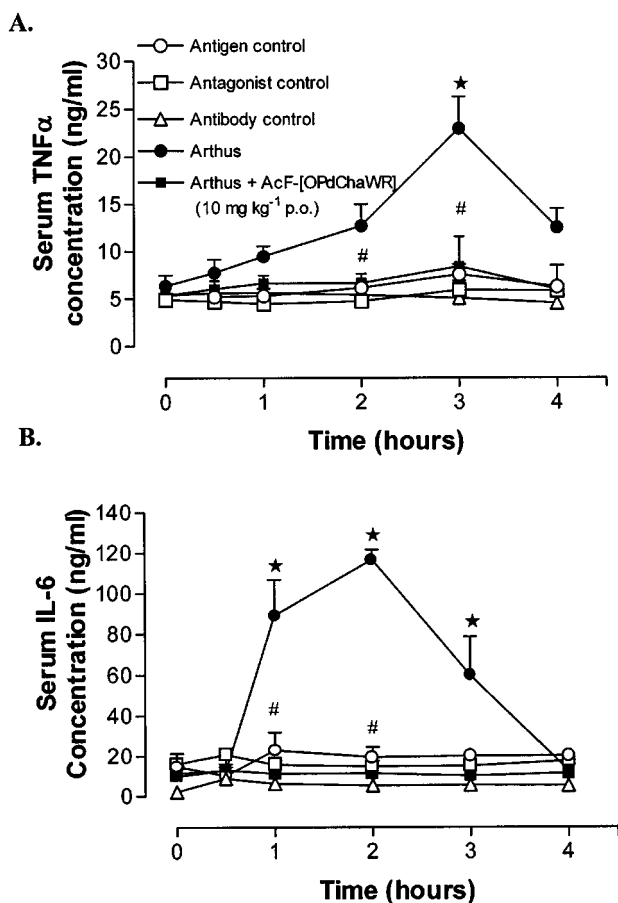 A.
Antigen control
Antagonist control
Antibody control
Arthus
Arthus + AcF-[OPdChaWR]
(10 mg kg⁻¹ p.o.)
Serum TNFα
concentration (ng/ml)
30
25
20
15
10
5
0
★
#
#
0 1 2 3 4
Time (hours)
B.
Serum IL-6
Concentration (ng/ml)
140
120
100
80
60
40
20
0
★
★
★
#
#
0 1 2 3 4
Time (hours)